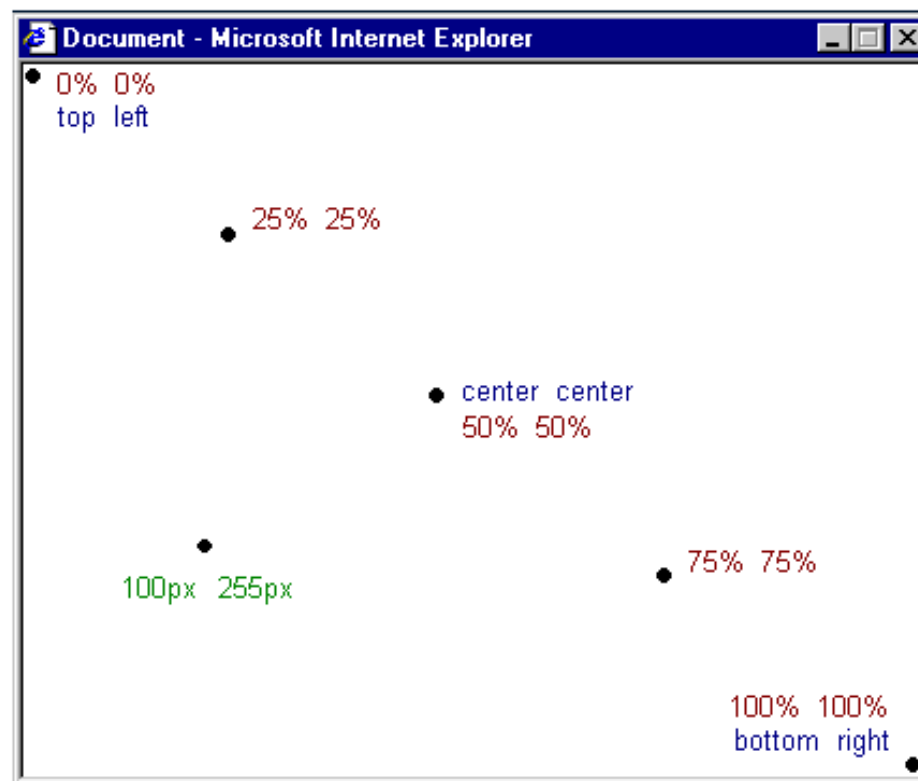 Document - Microsoft Internet Explorer
0% 0%
top left
25% 25%
center center
50% 50%
100px 255px
75% 75%
100% 100%
bottom right